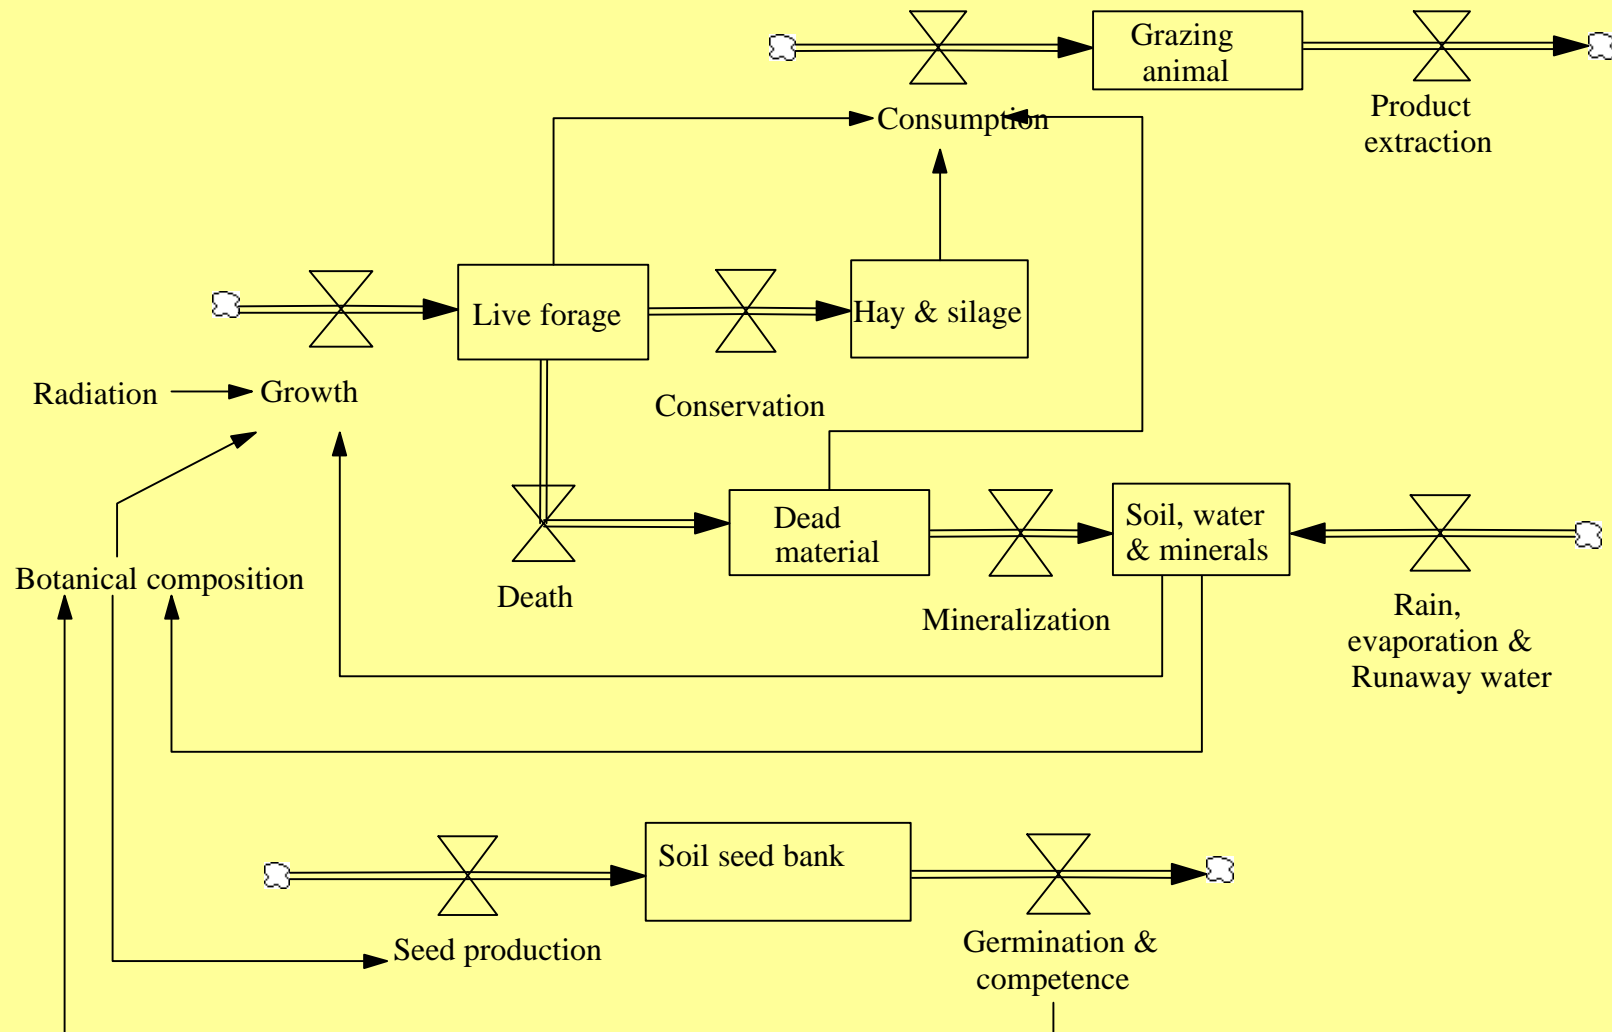 Grazing
animal
Product
extraction
Consumption
Live forage
Hay & silage
Radiation
Growth
Conservation
Dead
material
Soil, water
& minerals
Botanical composition
Death
Mineralization
Rain,
evaporation &
Runaway water
Soil seed bank
Seed production
Germination &
competence